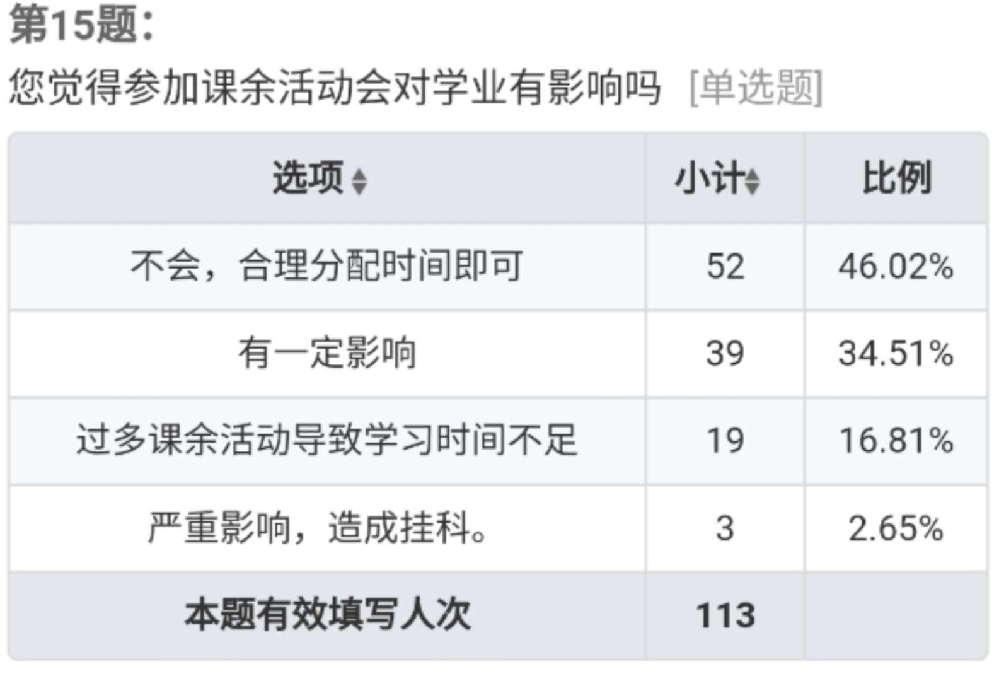 第15题：
您觉得参加课余活动会对学业有影响吗 [单选题]
选项 小计 比例
不会，合理分配时间即可 52 46.02%
有一定影响 39 34.51%
过多课余活动导致学习时间不足 19 16.81%
严重影响，造成挂科。 3 2.65%
本题有效填写人次 113